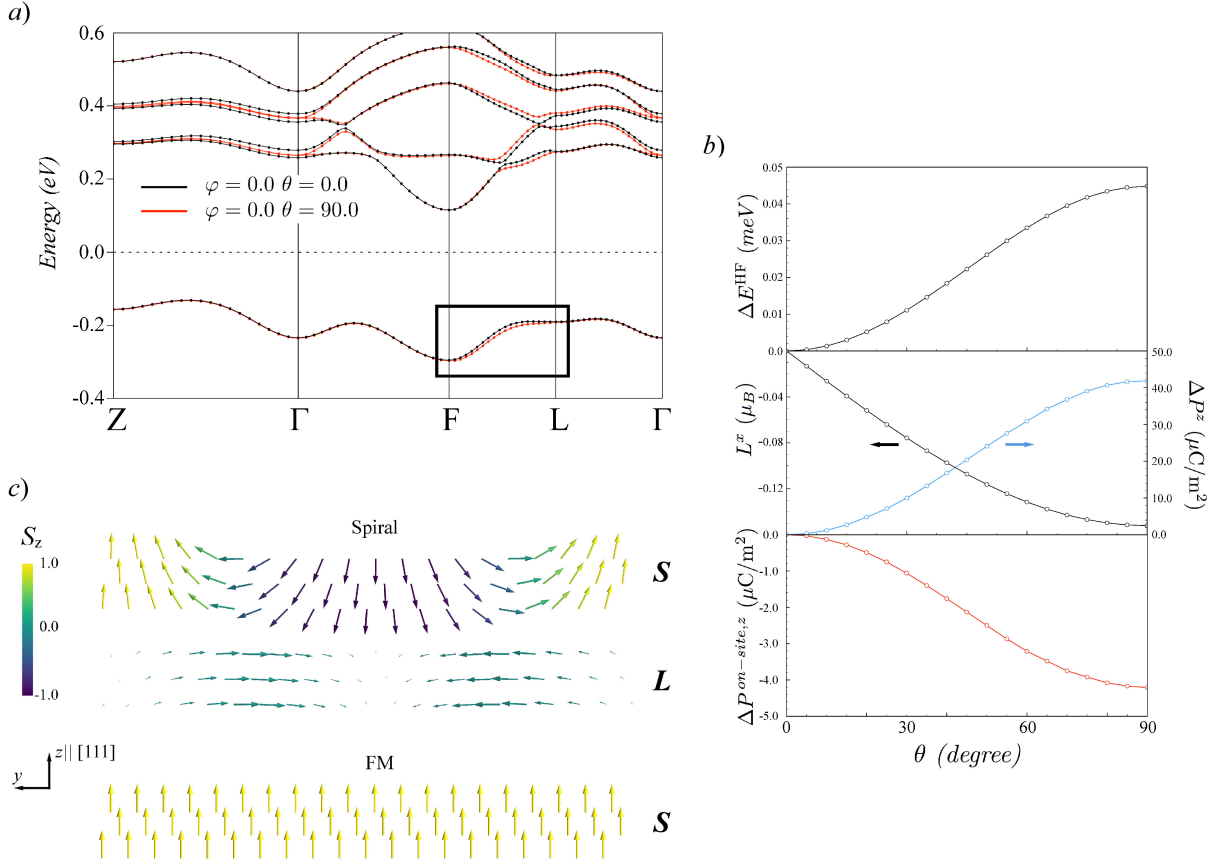 a)
0.6
0.4
0.2
0.0
-0.2
-0.4
Energy (eV)
φ = 0.0 θ = 0.0
φ = 0.0 θ = 90.0
Z Γ F L Γ
b)
0.05
0.04
0.03
0.02
0.01
0.0
ΔE^HF (meV)
-0.04
-0.08
-0.12
L^x (μ_B)
50.0
40.0
30.0
20.0
10.0
0.0
ΔP^z (μC/m²)
0.0
-1.0
-2.0
-3.0
-4.0
-5.0
ΔP^on−site,z (μC/m²)
0 30 60 90
θ (degree)
c)
S_z
1.0
0.0
-1.0
Spiral
S
L
z|| [111]
y
FM
S